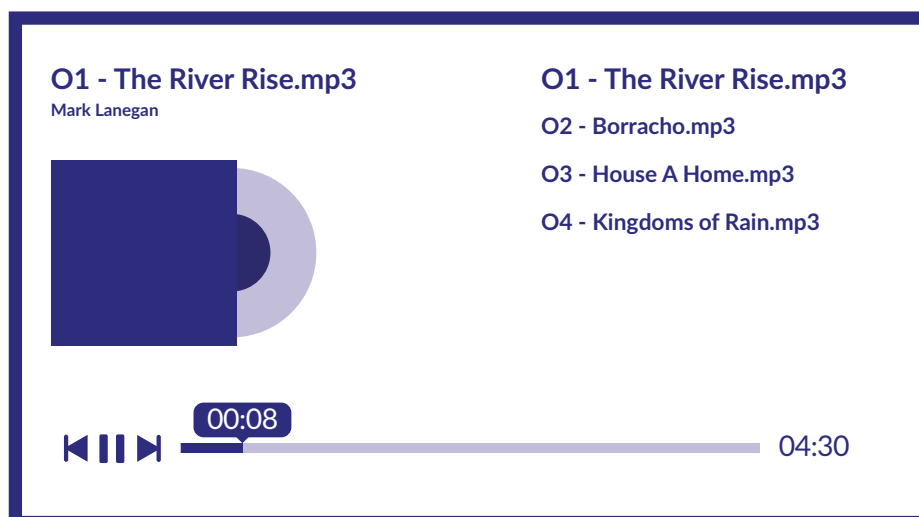 O1 - The River Rise.mp3
Mark Lanegan
O1 - The River Rise.mp3
O2 - Borracho.mp3
O3 - House A Home.mp3
O4 - Kingdoms of Rain.mp3
00:08
04:30